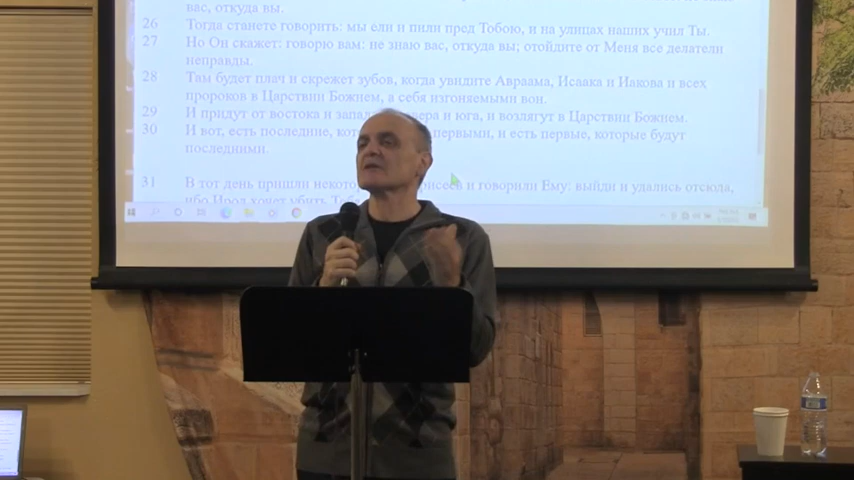 вас, откуда вы.
26 Тогда станете говорить: мы ели и пили пред Тобою, и на улицах наших учил Ты.
27 Но Он скажет: говорю вам: не знаю вас, откуда вы; отойдите от Меня все делатели
неправды.
28 Там будет плач и скрежет зубов, когда увидите Авраама, Исаака и Иакова и всех
пророков в Царствии Божием, а себя изгоняемыми вон.
29 И придут от востока и запада и севера и юга, и возлягут в Царствии Божием.
30 И вот, есть последние, первыми, и есть первые, которые будут
последними.
31 В тот день пришли и говорили Ему: выйди и удались отсюда,
ибо Ирод хочет убить Тебя